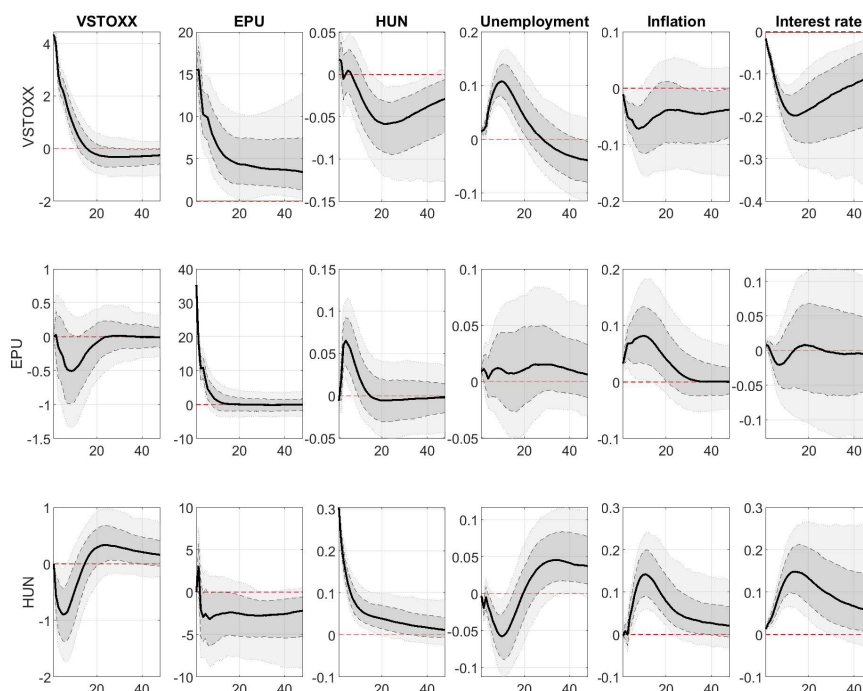 VSTOXX EPU HUN Unemployment Inflation Interest rate
VSTOXX
4 2 0 -2
20 40
20 15 10 5 0
20 40
0.05 0 -0.05 -0.1 -0.15
20 40
0.2 0.1 0 -0.1
20 40
0.1 0 -0.1 -0.2
20 40
0 -0.1 -0.2 -0.3 -0.4
20 40
EPU
1 0.5 0 -0.5 -1 -1.5
20 40
40 30 20 10 0 -10
20 40
0.15 0.1 0.05 0 -0.05
20 40
0.1 0.05 0 -0.05
20 40
0.2 0.1 0 -0.1
20 40
0.1 0.05 0 -0.05 -0.1
20 40
HUN
1 0 -1 -2
20 40
10 5 0 -5 -10
20 40
0.3 0.2 0.1 0 -0.1
20 40
0.1 0.05 0 -0.05 -0.1
20 40
0.3 0.2 0.1 0 -0.1
20 40
0.3 0.2 0.1 0 -0.1
20 40